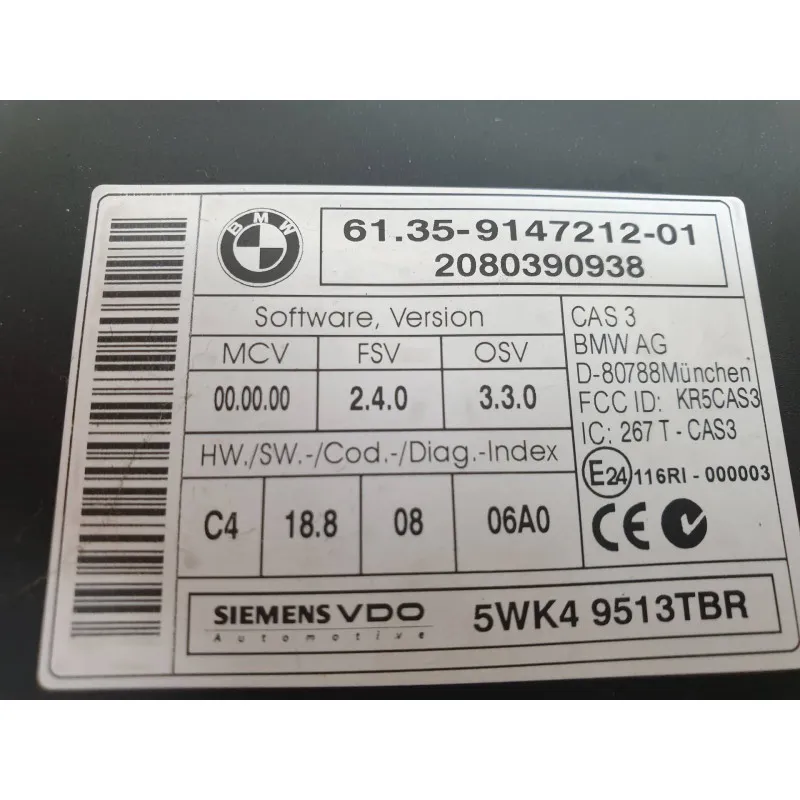 BMW
61.35-9147212-01
2080390938
Software, Version
MCV FSV OSV
00.00.00 2.4.0 3.3.0
HW./SW.-/Cod.-/Diag.-Index
C4 18.8 08 06A0
CAS 3
BMW AG
D-80788München
FCC ID: KR5CAS3
IC: 267 T - CAS3
E24 116RI - 000003
CE
SIEMENS VDO
Automotive
5WK4 9513TBR